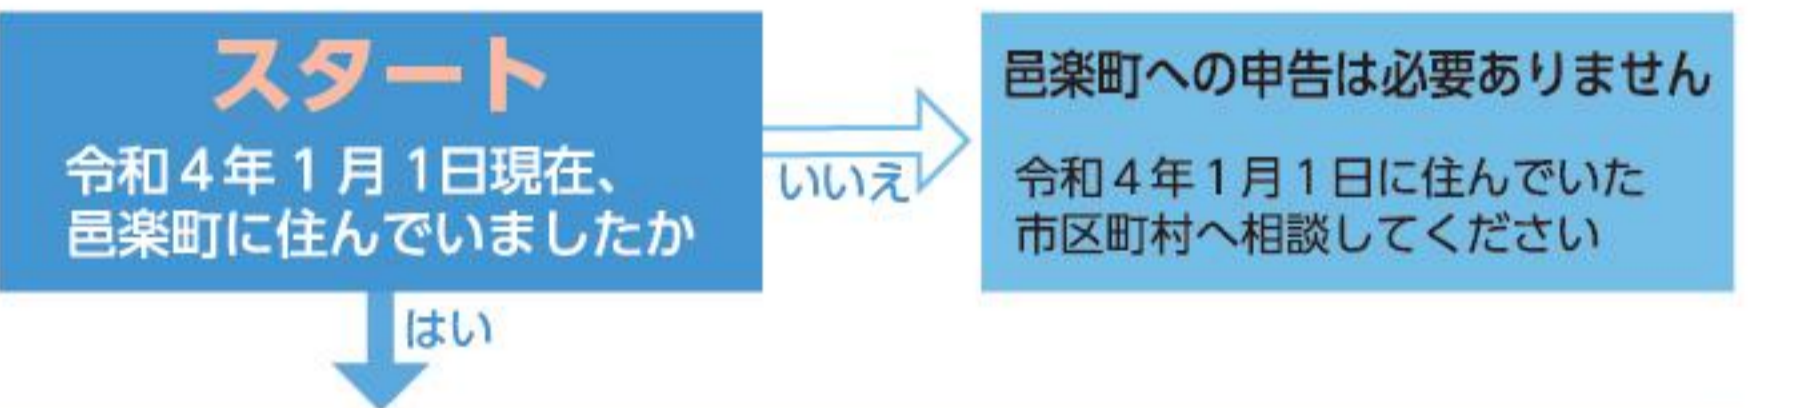 スタート
令和4年1月1日現在、
邑楽町に住んでいましたか
いいえ
邑楽町への申告は必要ありません
令和4年1月1日に住んでいた
市区町村へ相談してください
はい